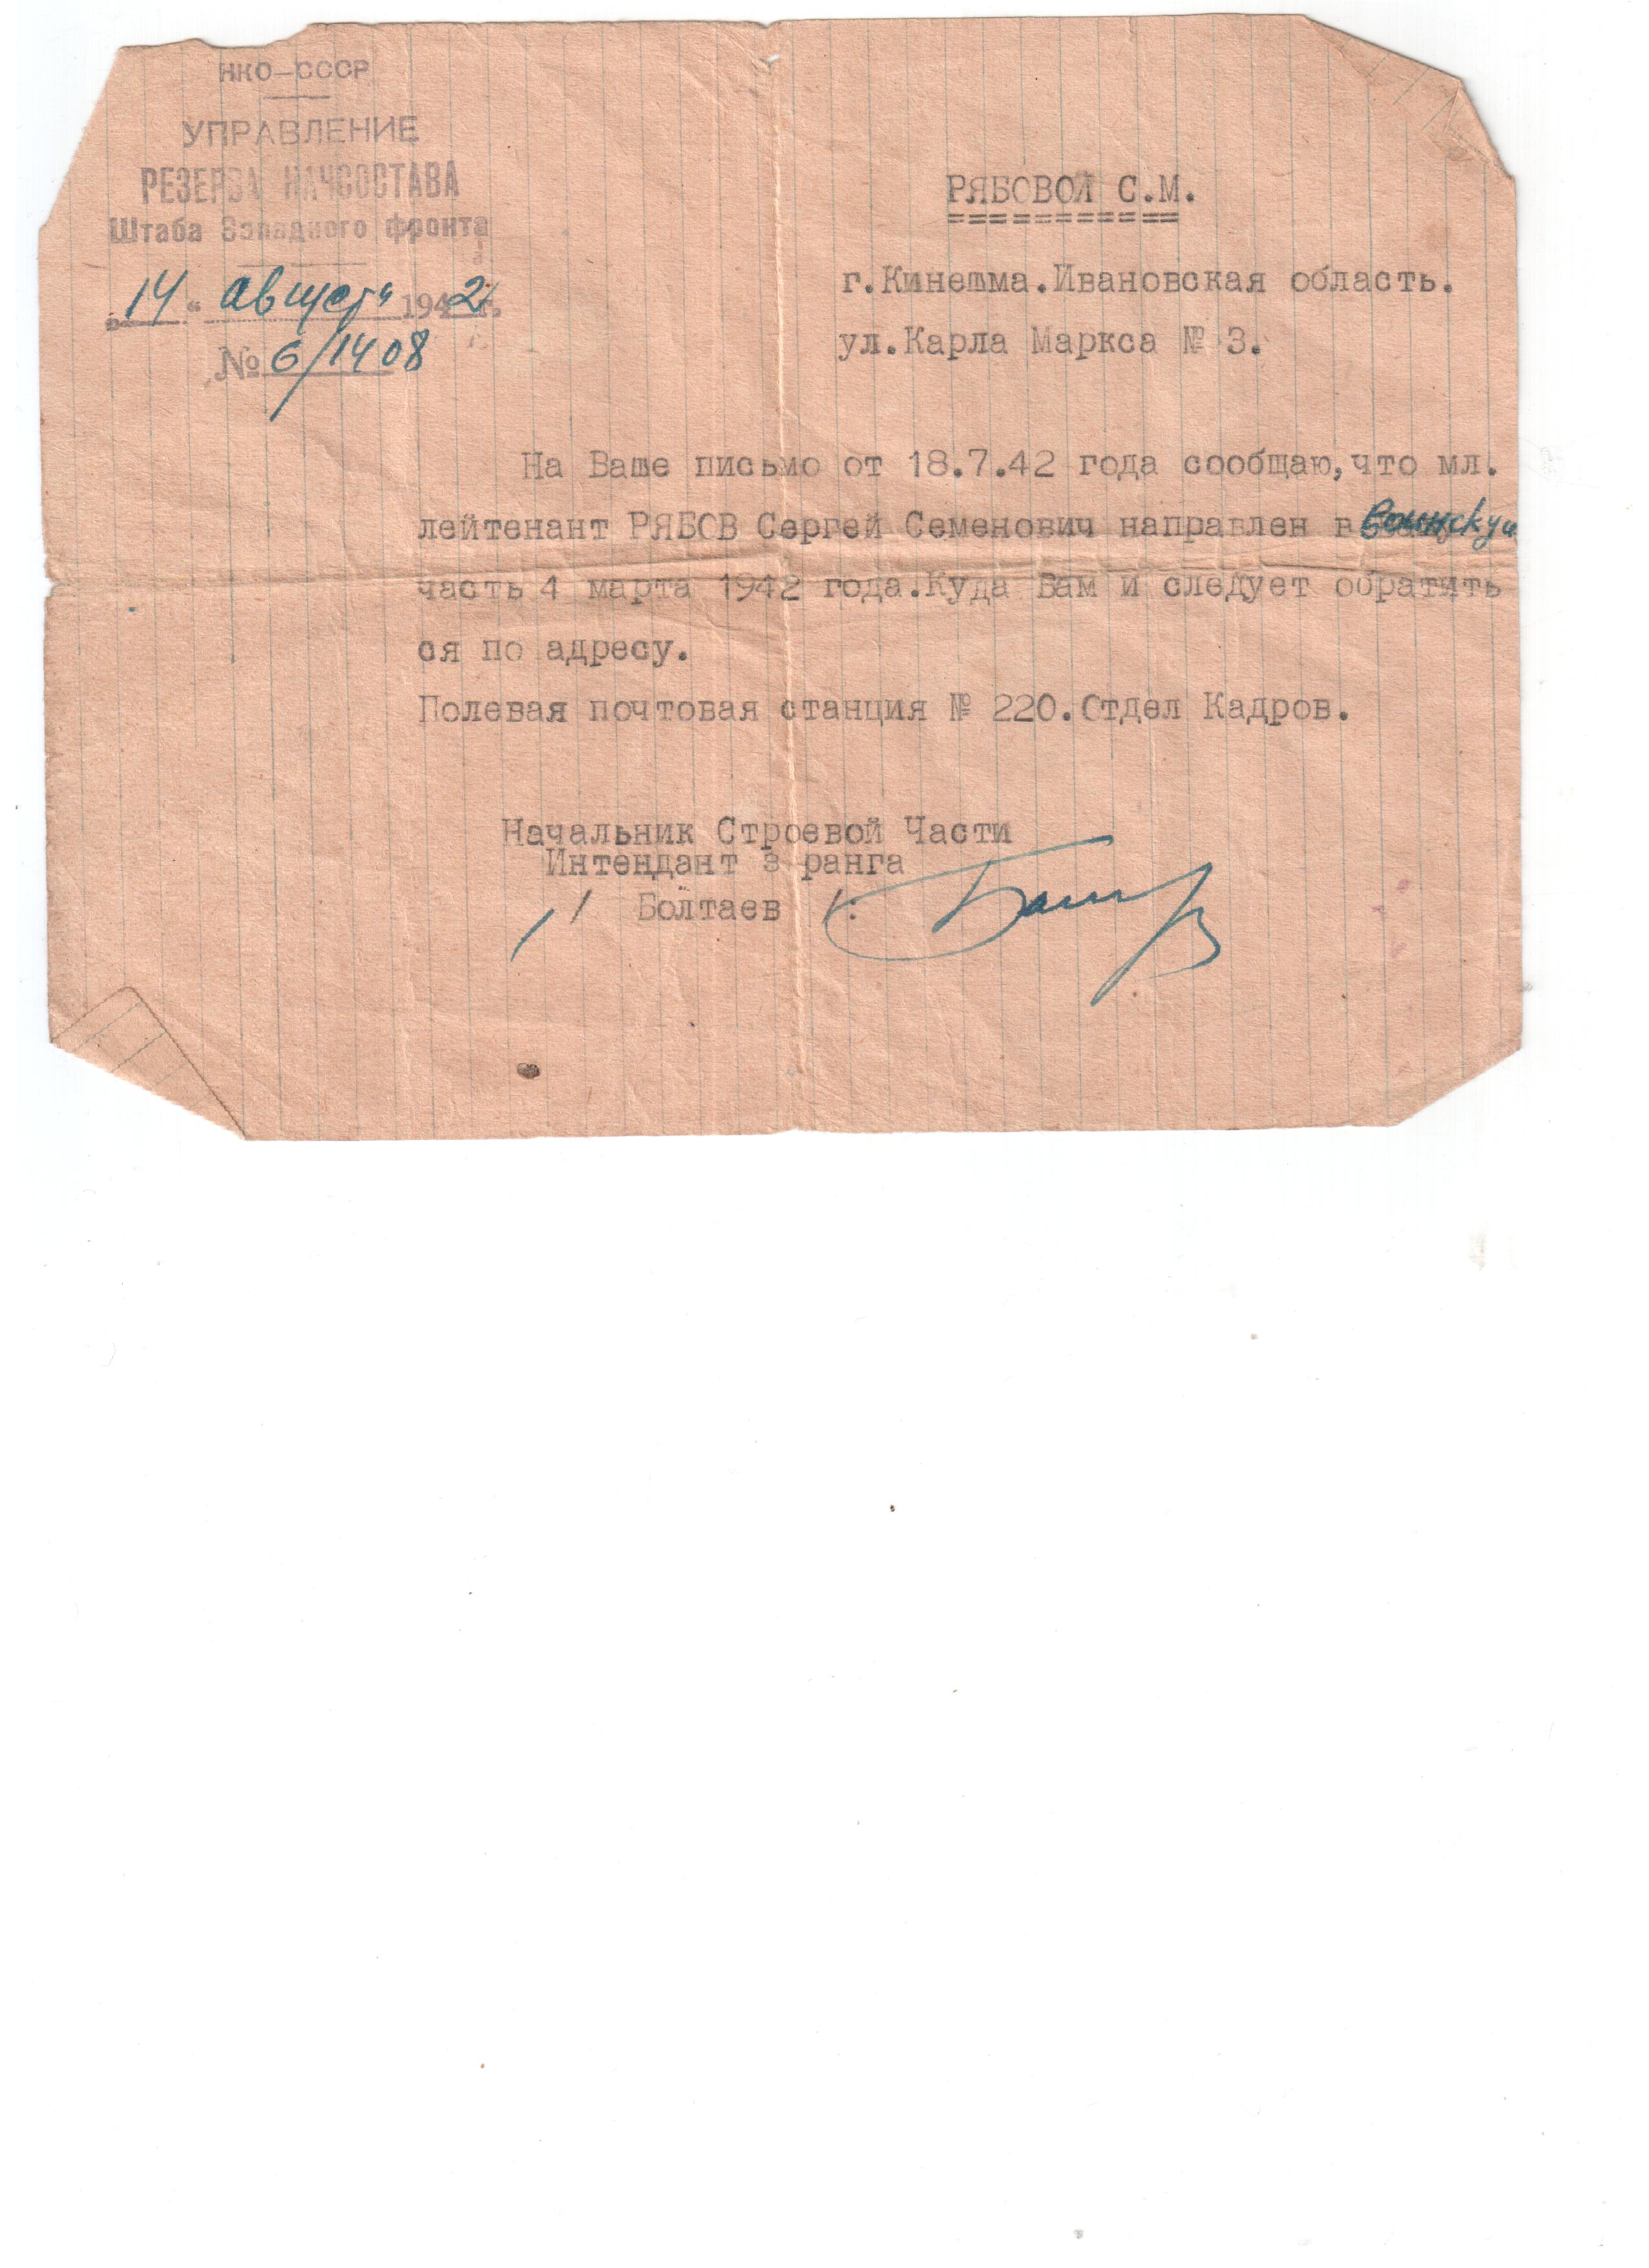 НКО-СССР
УПРАВЛЕНИЕ
РЕЗЕРВА НАЧСОСТАВА
Штаба Западного фронта
„14“ августа 1942 г.
№ 6/1408
РЯБОВОЙ С.М.
===========
г.Кинешма.Ивановская область.
ул.Карла Маркса № 3.
На Ваше письмо от 18.7.42 года сообщаю,что мл.
лейтенант РЯБОВ Сергей Семенович направлен в воинскую
часть 4 марта 1942 года.Куда Вам и следует обратить
ся по адресу.
Полевая почтовая станция № 220.Отдел Кадров.
Начальник Строевой Части
Интендант 3 ранга
/ Болтаев /.